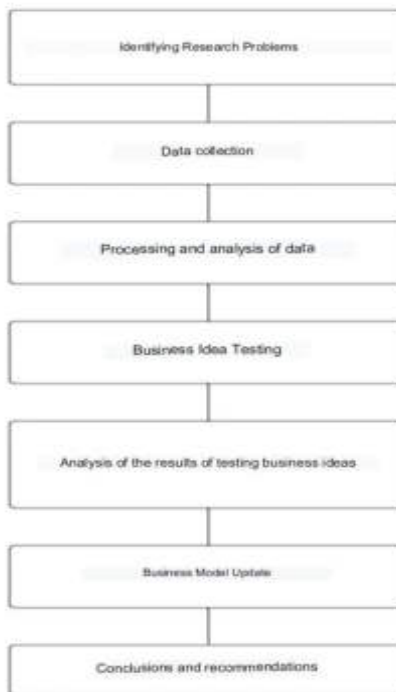 Identifying Research Problems
Data collection
Processing and analysis of data
Business Idea Testing
Analysis of the results of testing business ideas
Business Model Update
Conclusions and recommendations